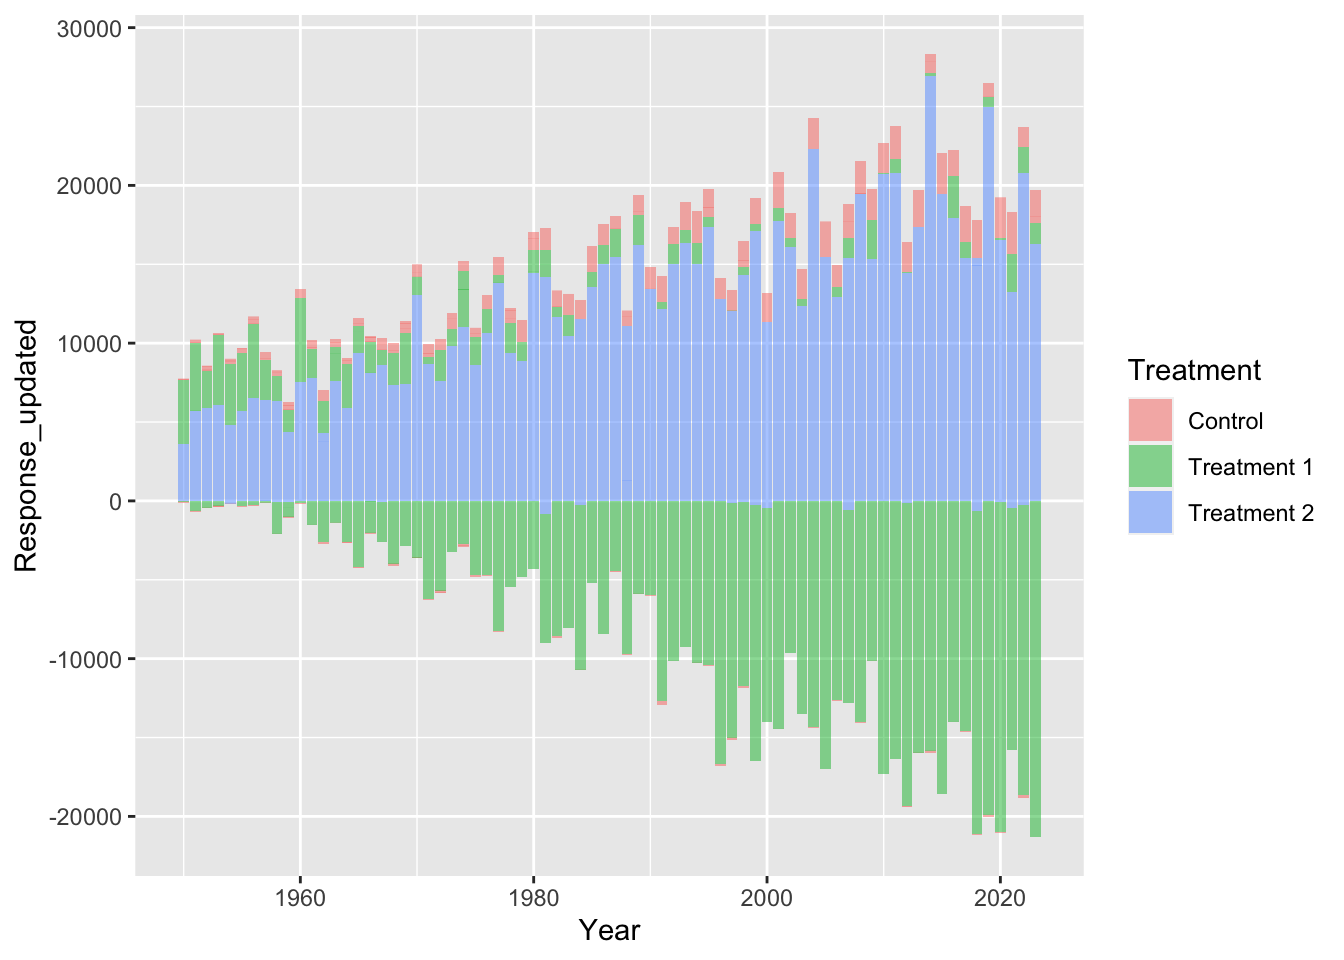 30000
20000
10000
0
-10000
-20000
Response_updated
1960
1980
2000
2020
Year
Treatment
Control
Treatment 1
Treatment 2